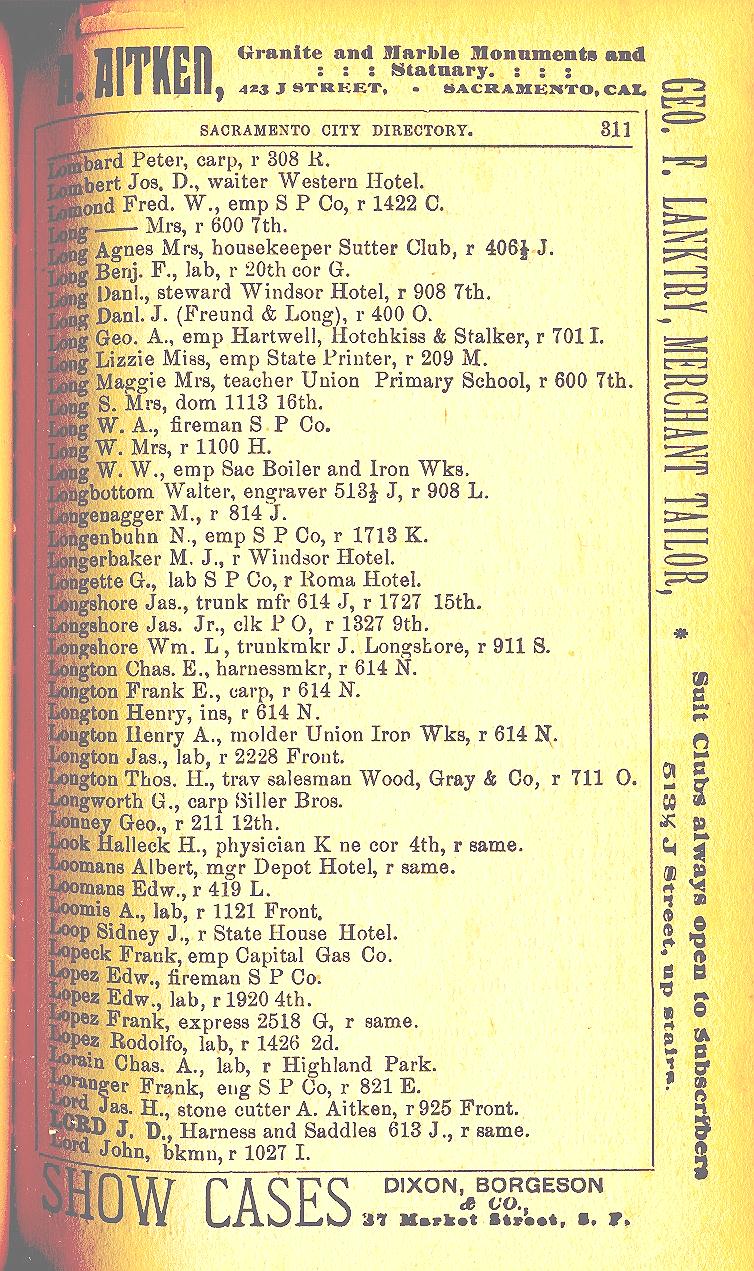 A. AITKEN,
Granite and Marble Monuments and
: : : Statuary. : : :
423 J STREET, - SACRAMENTO, CAL
SACRAMENTO CITY DIRECTORY. 311
Lombard Peter, carp, r 308 R.
Lombert Jos. D., waiter Western Hotel.
Lomond Fred. W., emp S P Co, r 1422 C.
Long —— Mrs, r 600 7th.
Long Agnes Mrs, housekeeper Sutter Club, r 406½ J.
Long Benj. F., lab, r 20th cor G.
Long Danl., steward Windsor Hotel, r 908 7th.
Long Danl. J. (Freund & Long), r 400 O.
Long Geo. A., emp Hartwell, Hotchkiss & Stalker, r 701 I.
Long Lizzie Miss, emp State Printer, r 209 M.
Long Maggie Mrs, teacher Union Primary School, r 600 7th.
Long S. Mrs, dom 1113 16th.
Long W. A., fireman S P Co.
Long W. Mrs, r 1100 H.
Long W. W., emp Sac Boiler and Iron Wks.
Longbottom Walter, engraver 513½ J, r 908 L.
Longenagger M., r 814 J.
Longenbuhn N., emp S P Co, r 1713 K.
Longerbaker M. J., r Windsor Hotel.
Longette G., lab S P Co, r Roma Hotel.
Longshore Jas., trunk mfr 614 J, r 1727 15th.
Longshore Jas. Jr., clk P O, r 1327 9th.
Longshore Wm. L, trunkmkr J. Longshore, r 911 S.
Longton Chas. E., harnessmkr, r 614 N.
Longton Frank E., carp, r 614 N.
Longton Henry, ins, r 614 N.
Longton Henry A., molder Union Iron Wks, r 614 N.
Longton Jas., lab, r 2228 Front.
Longton Thos. H., trav salesman Wood, Gray & Co, r 711 O.
Longworth G., carp Siller Bros.
Lonney Geo., r 211 12th.
Look Halleck H., physician K ne cor 4th, r same.
Loomans Albert, mgr Depot Hotel, r same.
Loomans Edw., r 419 L.
Loomis A., lab, r 1121 Front.
Loop Sidney J., r State House Hotel.
Lopeck Frank, emp Capital Gas Co.
Lopez Edw., fireman S P Co.
Lopez Edw., lab, r 1920 4th.
Lopez Frank, express 2518 G, r same.
Lopez Rodolfo, lab, r 1426 2d.
Lorain Chas. A., lab, r Highland Park.
Loranger Frank, eng S P Co, r 821 E.
Lord Jas. H., stone cutter A. Aitken, r 925 Front.
LORD J. D., Harness and Saddles 613 J., r same.
Lord John, bkmn, r 1027 I.
SHOW CASES
DIXON, BORGESON
& CO.,
37 Market Street, S. F.
GEO. F. LANKTRY, MERCHANT TAILOR, *
Suit Clubs always open to Subscribers
513½ J Street, up stairs.